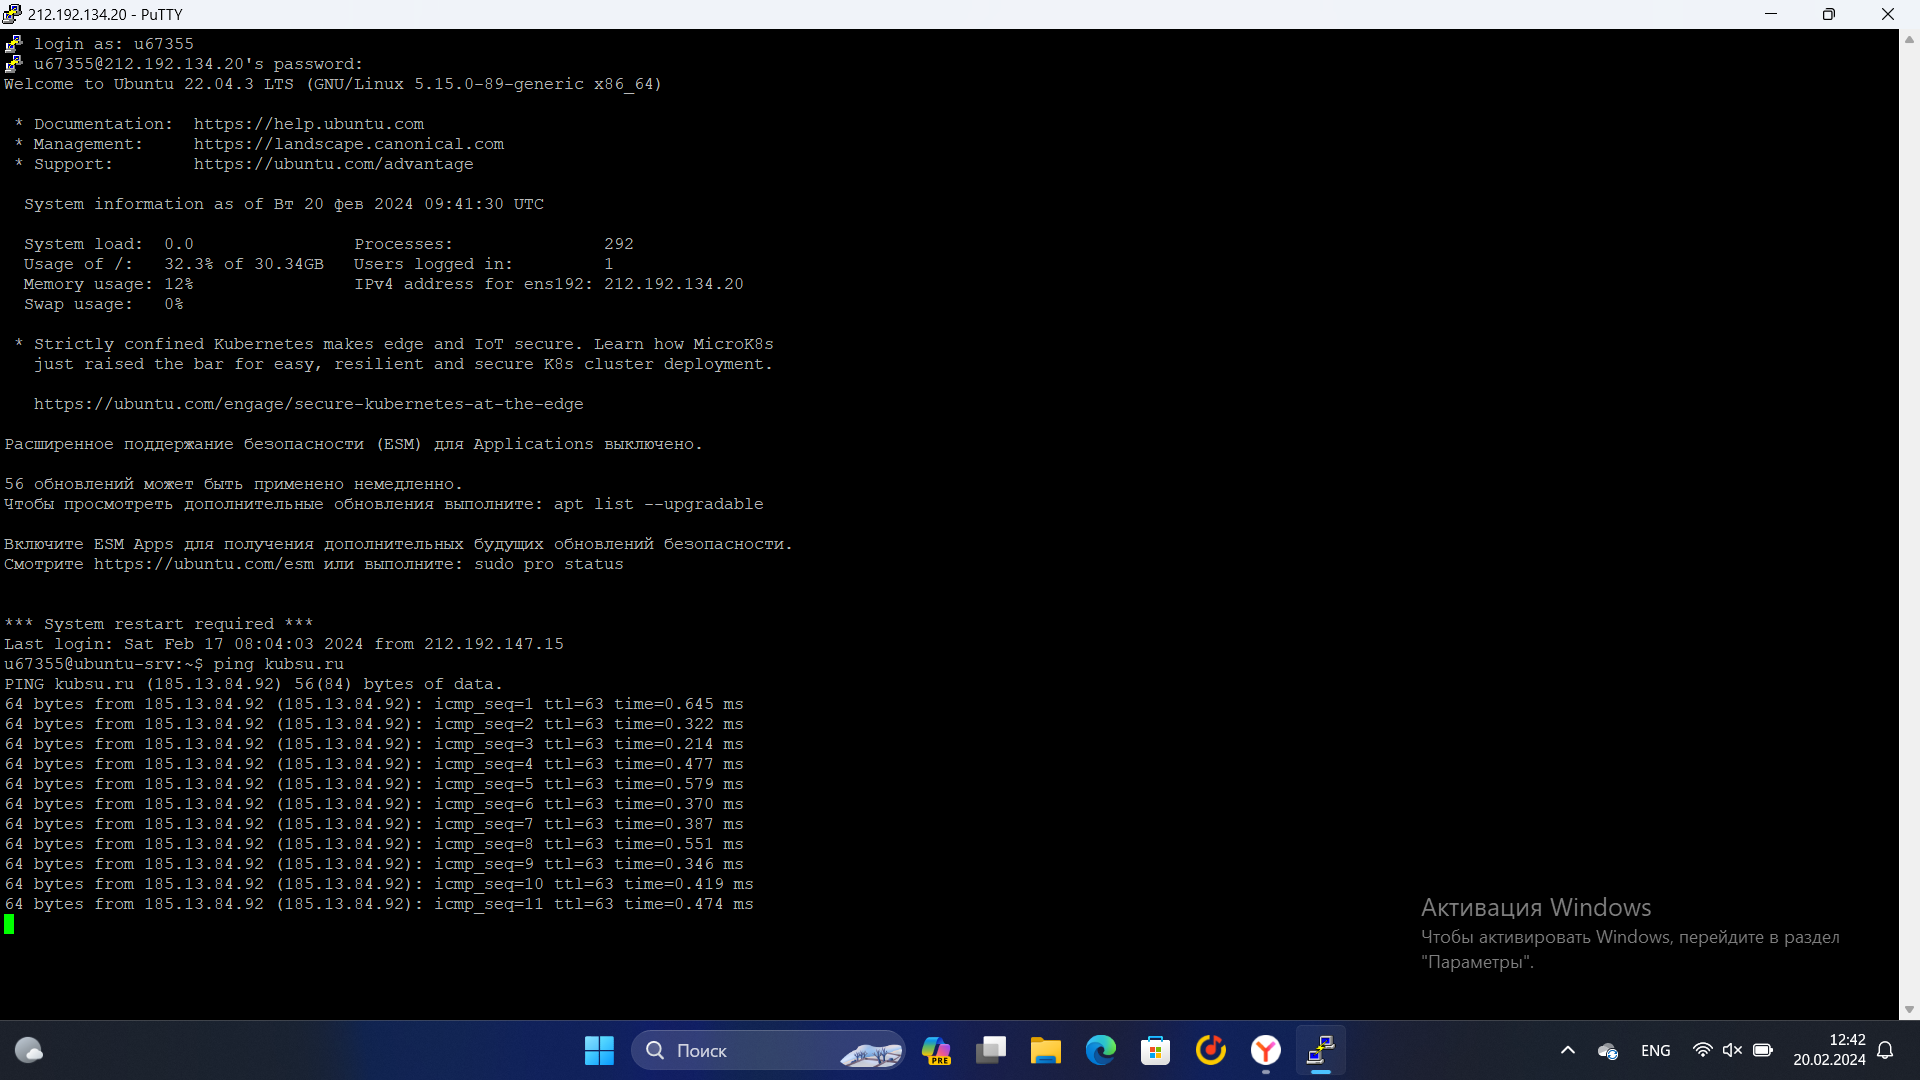 212.192.134.20 - PuTTY
login as: u67355
u67355@212.192.134.20's password:
Welcome to Ubuntu 22.04.3 LTS (GNU/Linux 5.15.0-89-generic x86_64)
* Documentation:  https://help.ubuntu.com
* Management:     https://landscape.canonical.com
* Support:        https://ubuntu.com/advantage
System information as of Вт 20 фев 2024 09:41:30 UTC
System load:  0.0                Processes:               292
Usage of /:   32.3% of 30.34GB   Users logged in:         1
Memory usage: 12%                IPv4 address for ens192: 212.192.134.20
Swap usage:   0%
* Strictly confined Kubernetes makes edge and IoT secure. Learn how MicroK8s
just raised the bar for easy, resilient and secure K8s cluster deployment.
https://ubuntu.com/engage/secure-kubernetes-at-the-edge
Расширенное поддержание безопасности (ESM) для Applications выключено.
56 обновлений может быть применено немедленно.
Чтобы просмотреть дополнительные обновления выполните: apt list --upgradable
Включите ESM Apps для получения дополнительных будущих обновлений безопасности.
Смотрите https://ubuntu.com/esm или выполните: sudo pro status
*** System restart required ***
Last login: Sat Feb 17 08:04:03 2024 from 212.192.147.15
u67355@ubuntu-srv:~$ ping kubsu.ru
PING kubsu.ru (185.13.84.92) 56(84) bytes of data.
64 bytes from 185.13.84.92 (185.13.84.92): icmp_seq=1 ttl=63 time=0.645 ms
64 bytes from 185.13.84.92 (185.13.84.92): icmp_seq=2 ttl=63 time=0.322 ms
64 bytes from 185.13.84.92 (185.13.84.92): icmp_seq=3 ttl=63 time=0.214 ms
64 bytes from 185.13.84.92 (185.13.84.92): icmp_seq=4 ttl=63 time=0.477 ms
64 bytes from 185.13.84.92 (185.13.84.92): icmp_seq=5 ttl=63 time=0.579 ms
64 bytes from 185.13.84.92 (185.13.84.92): icmp_seq=6 ttl=63 time=0.370 ms
64 bytes from 185.13.84.92 (185.13.84.92): icmp_seq=7 ttl=63 time=0.387 ms
64 bytes from 185.13.84.92 (185.13.84.92): icmp_seq=8 ttl=63 time=0.551 ms
64 bytes from 185.13.84.92 (185.13.84.92): icmp_seq=9 ttl=63 time=0.346 ms
64 bytes from 185.13.84.92 (185.13.84.92): icmp_seq=10 ttl=63 time=0.419 ms
64 bytes from 185.13.84.92 (185.13.84.92): icmp_seq=11 ttl=63 time=0.474 ms
Активация Windows
Чтобы активировать Windows, перейдите в раздел
"Параметры".
Поиск
PRE
ENG
12:42
20.02.2024